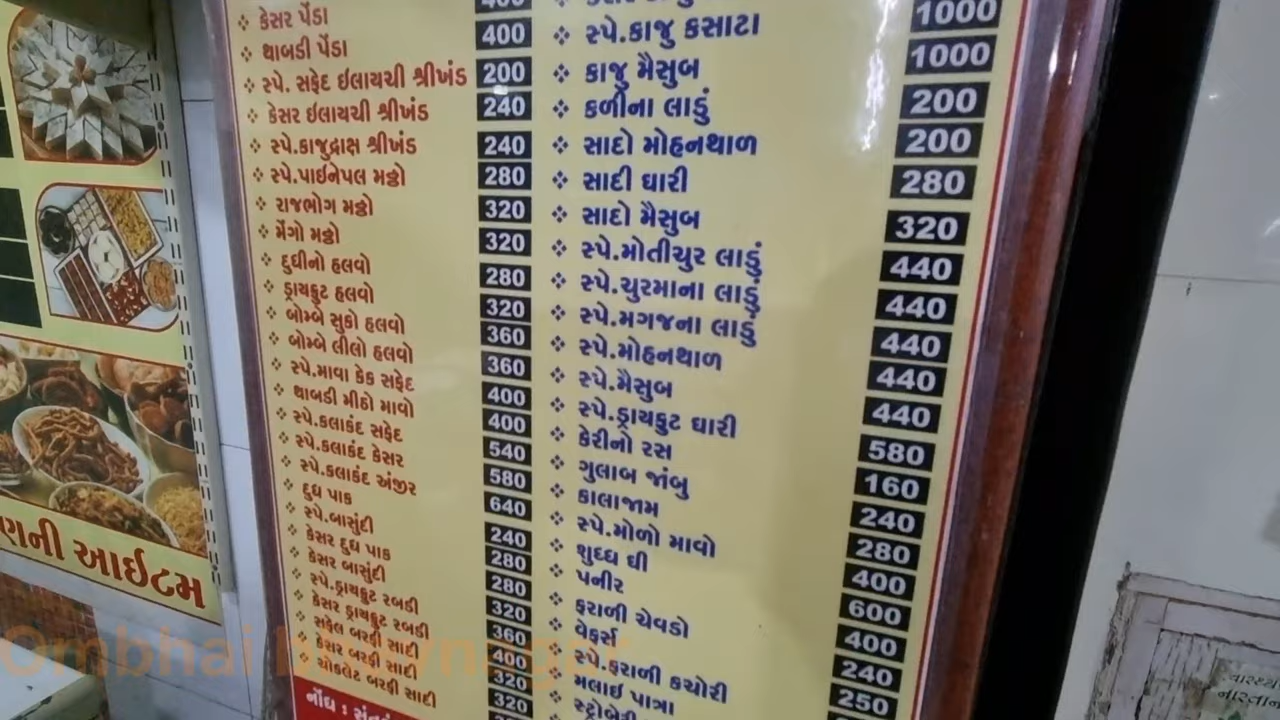 કેસર પેંડા 400
થાબડી પેંડા 400
સ્પે. સફેદ ઇલાયચી શ્રીખંડ 200
કેસર ઇલાયચી શ્રીખંડ 240
સ્પે.કાજુદ્રાક્ષ શ્રીખંડ 240
સ્પે.પાઇનેપલ મઠ્ઠો 280
રાજભોગ મઠ્ઠો 320
મેંગો મઠ્ઠો 320
દુધીનો હલવો 280
ડ્રાયફ્રુટ હલવો 320
બોમ્બે સુકો હલવો 360
બોમ્બે લીલો હલવો 360
સ્પે.માવા કેક સફેદ 400
થાબડી મીઠો માવો 400
સ્પે.કલાકંદ સફેદ 540
સ્પે.કલાકંદ કેસર 580
સ્પે.કલાકંદ અંજીર 640
દુધ પાક 240
સ્પે.બાસુંદી 280
કેસર દુધ પાક 280
કેસર બાસુંદી 320
સ્પે.ડ્રાયફ્રુટ રબડી 360
કેસર ડ્રાયફ્રુટ રબડી 400
સફેદ બરફી સાદી 320
કેસર બરફી સાદી 320
ચોકલેટ બરફી સાદી
નોંધ :
સ્પે.કાજુ કસાટા 1000
કાજુ મૈસુબ 1000
કળીના લાડું 200
સાદો મોહનથાળ 200
સાદી ઘારી 280
સાદો મૈસુબ 320
સ્પે.મોતીચુર લાડું 440
સ્પે.ચુરમાના લાડું 440
સ્પે.મગજના લાડું 440
સ્પે.મોહનથાળ 440
સ્પે.મૈસુબ 440
સ્પે.ડ્રાયફ્રુટ ઘારી 580
કેરીનો રસ 160
ગુલાબ જાંબુ 240
કાલાજામ 280
સ્પે.મોળો માવો 400
શુધ્ધ ઘી 600
પનીર 400
ફરાળી ચેવડો 240
વેફર્સ 250
સ્પે.ફરાળી કચોરી
મલાઇ પાત્રા
આઈટમ
Ombhai bhavnagar